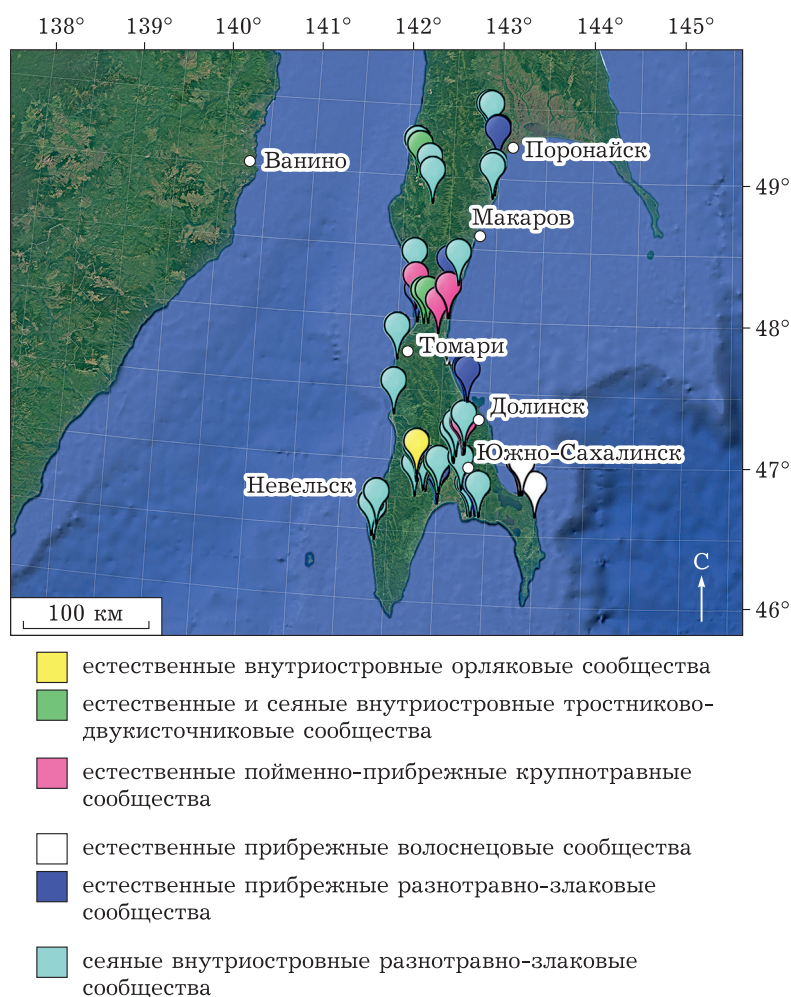 138° 139° 140° 141° 142° 143° 144° 145°
Ванино
Поронайск
49°
Макаров
48°
Томари
Долинск
Южно-Сахалинск
47°
Невельск
С
100 км
46°
естественные внутриостровные орляковые сообщества
естественные и сеяные внутриостровные тростниково-
двукисточниковые сообщества
естественные пойменно-прибрежные крупнотравные
сообщества
естественные прибрежные волоснецовые сообщества
естественные прибрежные разнотравно-злаковые
сообщества
сеяные внутриостровные разнотравно-злаковые
сообщества